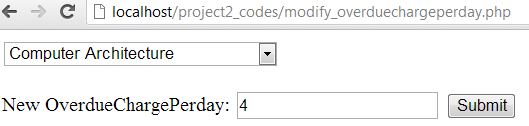 localhost/project2_codes/modify_overduechargeperday.php
Computer Architecture
New OverdueChargePerday: 4 Submit